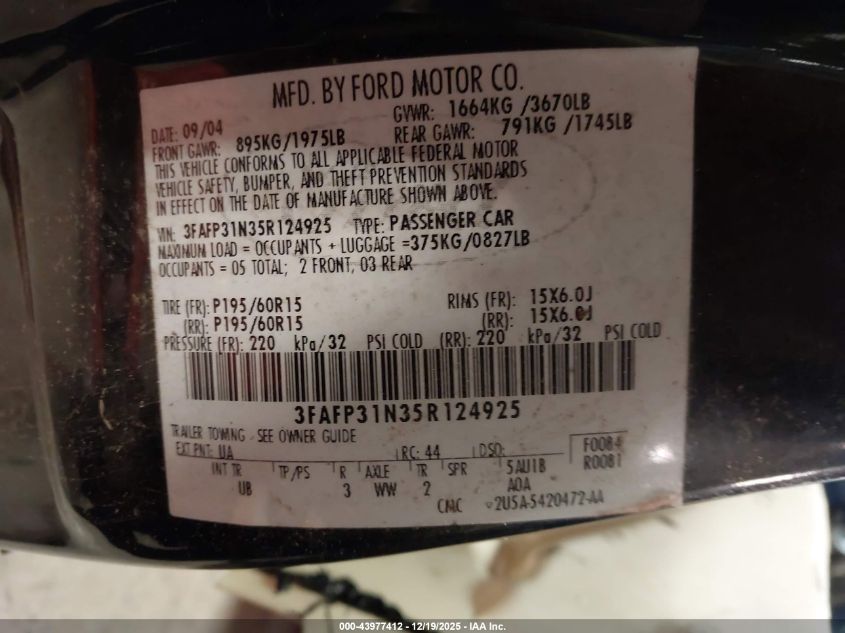 MFD. BY FORD MOTOR CO.
DATE: 09/04 GVWR: 1664KG /3670LB
FRONT GAWR: 895KG/1975LB REAR GAWR: 791KG /1745LB
THIS VEHICLE CONFORMS TO ALL APPLICABLE FEDERAL MOTOR
VEHICLE SAFETY, BUMPER, AND THEFT PREVENTION STANDARDS
IN EFFECT ON THE DATE OF MANUFACTURE SHOWN ABOVE.
VIN: 3FAFP31N35R124925 TYPE: PASSENGER CAR
MAXIMUM LOAD = OCCUPANTS + LUGGAGE =375KG/0827LB
OCCUPANTS = 05 TOTAL; 2 FRONT, 03 REAR
TIRE (FR): P195/60R15 RIMS (FR): 15X6.0J
(RR): P195/60R15 (RR): 15X6.0J
PRESSURE (FR): 220 kPa/32 PSI COLD (RR): 220 kPa/32 PSI COLD
3FAFP31N35R124925
TRAILER TOWING - SEE OWNER GUIDE
EXT PNT: UA RC: 44 DSO: F0084
INT TR TP/PS R AXLE TR SPR 5AU1B R0081
UB 3 WW 2 A0A
CMC 2U5A-5420472-AA
000-43977412 - 12/19/2025 - IAA Inc.